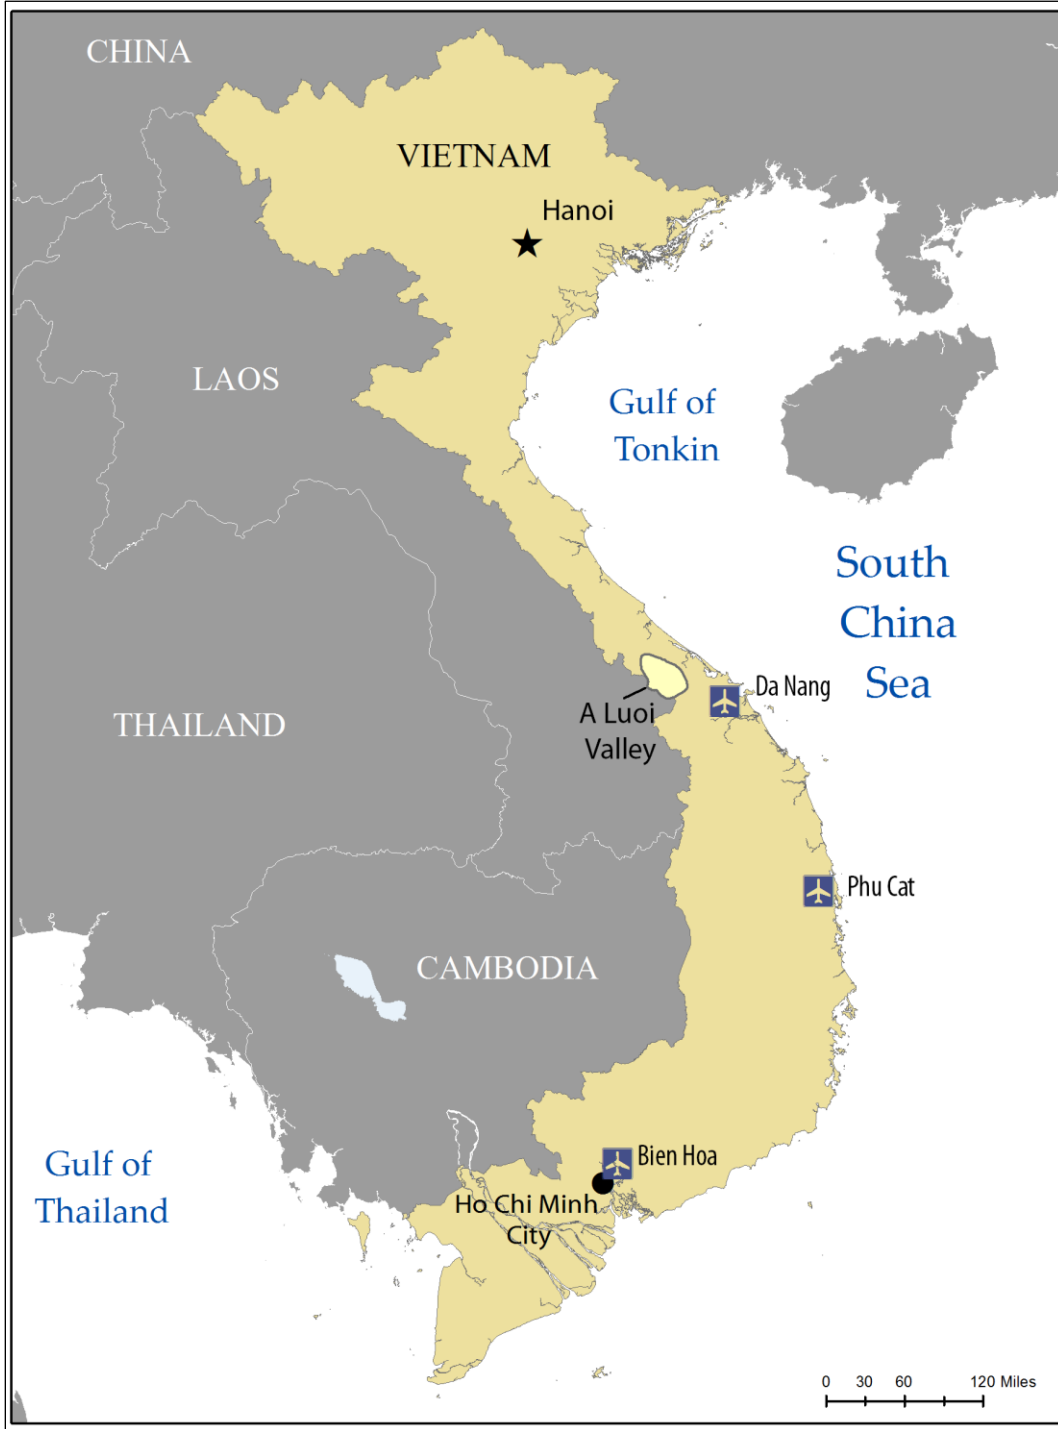 CHINA
VIETNAM
Hanoi
LAOS
Gulf of
Tonkin
South
China
Sea
Da Nang
A Luoi
Valley
THAILAND
Phu Cat
CAMBODIA
Bien Hoa
Gulf of
Thailand
Ho Chi Minh
City
0 30 60 120 Miles